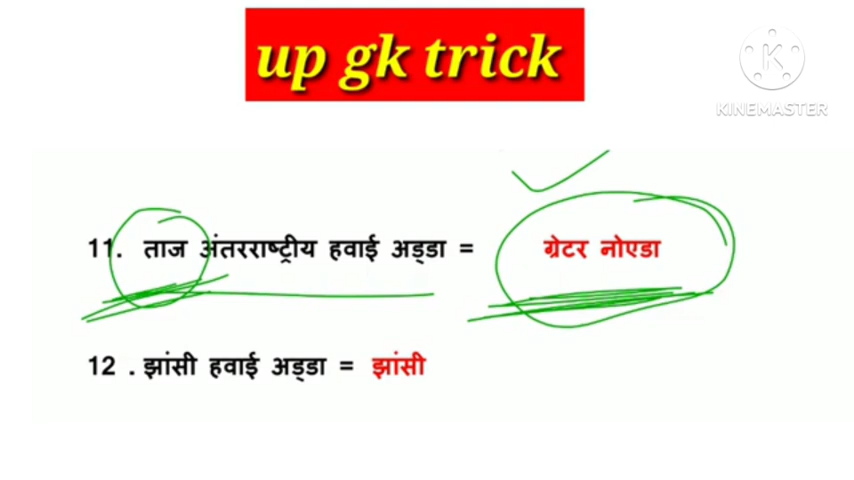 up gk trick
KINEMASTER
11. ताज अंतरराष्ट्रीय हवाई अड्डा = ग्रेटर नोएडा
12 . झांसी हवाई अड्डा = झांसी